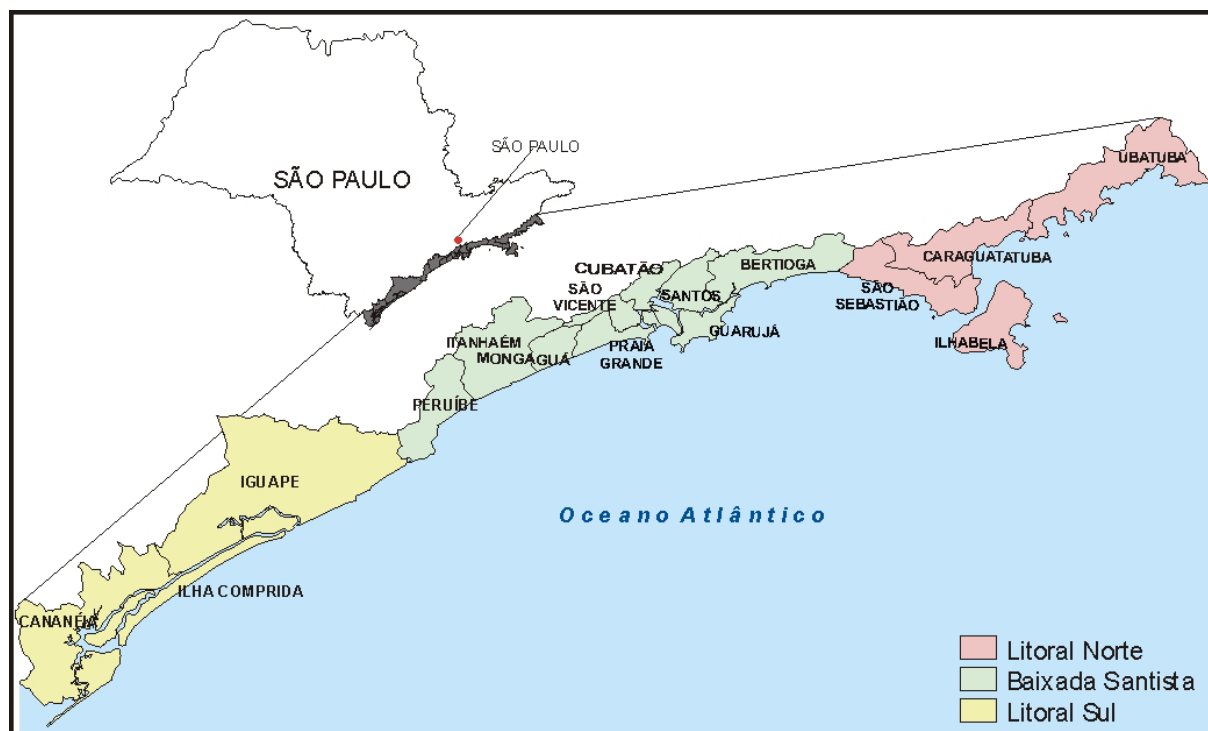 SÃO PAULO
SÃO PAULO
UBATUBA
CARAGUATATUBA
BERTIOGA
CUBATÃO
SÃO
VICENTE
SANTOS
SÃO
SEBASTIÃO
GUARUJÁ
ILHABELA
ITANHAÉM
MONGAGUÁ
PRAIA
GRANDE
PERUÍBE
IGUAPE
Oceano Atlântico
ILHA COMPRIDA
CANANÉIA
Litoral Norte
Baixada Santista
Litoral Sul